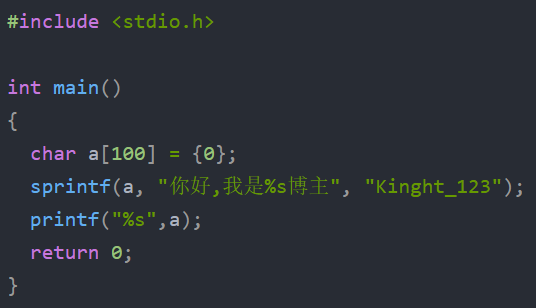 #include <stdio.h>
int main()
{
char a[100] = {0};
sprintf(a, "你好,我是%s博主", "Kinght_123");
printf("%s",a);
return 0;
}